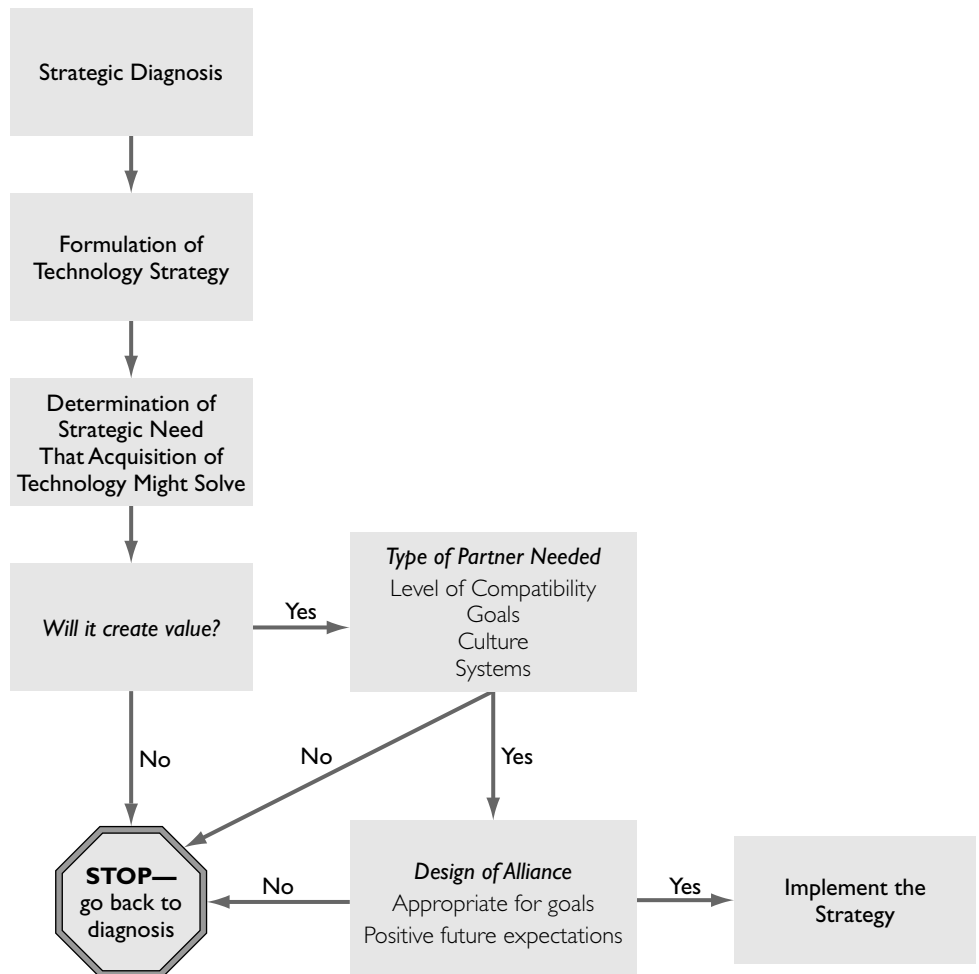 Strategic Diagnosis
Formulation of
Technology Strategy
Determination of
Strategic Need
That Acquisition of
Technology Might Solve
Will it create value?
Yes
Type of Partner Needed
Level of Compatibility
Goals
Culture
Systems
No
No
Yes
STOP—
go back to
diagnosis
No
Design of Alliance
Appropriate for goals
Positive future expectations
Yes
Implement the
Strategy